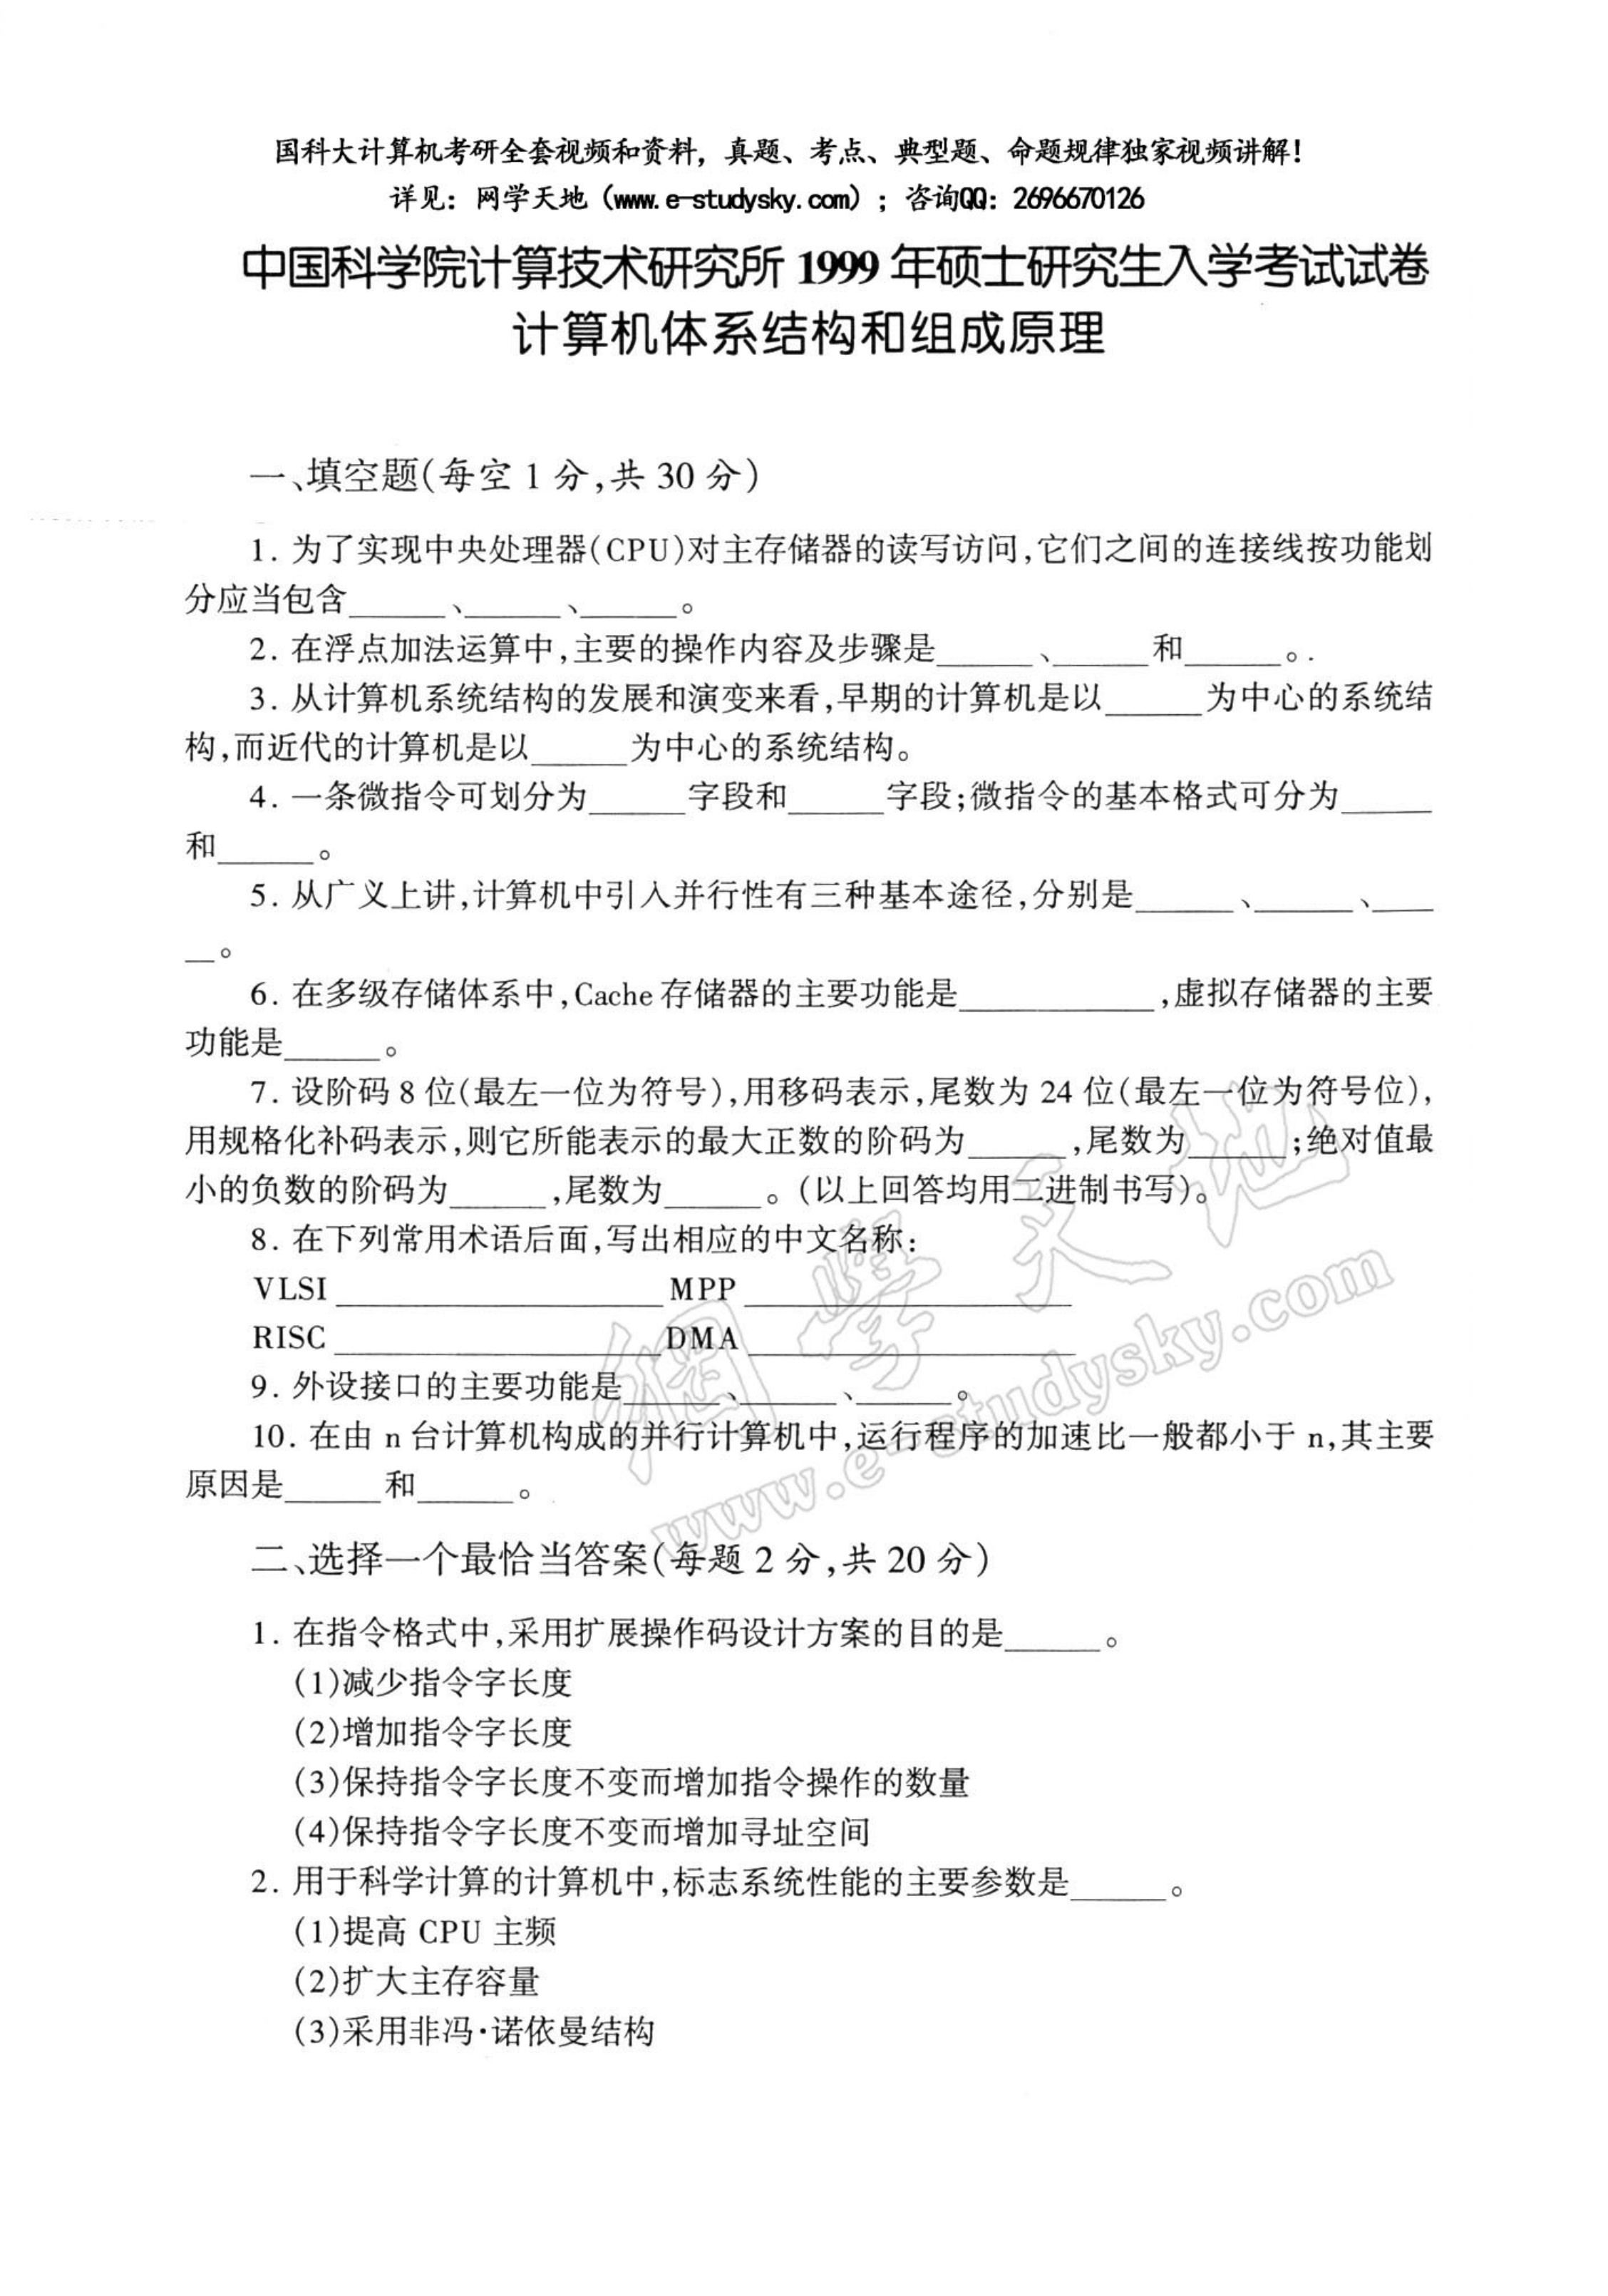 国科大计算机考研全套视频和资料，真题、考点、典型题、命题规律独家视频讲解！
详见：网学天地（www.e-studysky.com）；咨询QQ：2696670126
中国科学院计算技术研究所 1999 年硕士研究生入学考试试卷
计算机体系结构和组成原理
一、填空题(每空 1 分,共 30 分)
1. 为了实现中央处理器(CPU)对主存储器的读写访问,它们之间的连接线按功能划
分应当包含______、______、______。
2. 在浮点加法运算中,主要的操作内容及步骤是______、______和______。.
3. 从计算机系统结构的发展和演变来看,早期的计算机是以______为中心的系统结
构,而近代的计算机是以______为中心的系统结构。
4. 一条微指令可划分为______字段和______字段;微指令的基本格式可分为______
和______。
5. 从广义上讲,计算机中引入并行性有三种基本途径,分别是______、______、____
__。
6. 在多级存储体系中,Cache 存储器的主要功能是____________,虚拟存储器的主要
功能是______。
7. 设阶码 8 位(最左一位为符号),用移码表示,尾数为 24 位(最左一位为符号位),
用规格化补码表示,则它所能表示的最大正数的阶码为______,尾数为______;绝对值最
小的负数的阶码为______,尾数为______。(以上回答均用二进制书写)。
8. 在下列常用术语后面,写出相应的中文名称:
VLSI ____________________ MPP ____________________
RISC ____________________ DMA ____________________
9. 外设接口的主要功能是______、______、______。
10. 在由 n 台计算机构成的并行计算机中,运行程序的加速比一般都小于 n,其主要
原因是______和______。
二、选择一个最恰当答案(每题 2 分,共 20 分)
1. 在指令格式中,采用扩展操作码设计方案的目的是______。
(1)减少指令字长度
(2)增加指令字长度
(3)保持指令字长度不变而增加指令操作的数量
(4)保持指令字长度不变而增加寻址空间
2. 用于科学计算的计算机中,标志系统性能的主要参数是______。
(1)提高 CPU 主频
(2)扩大主存容量
(3)采用非冯·诺依曼结构
網學天地
www.e-studysky.com